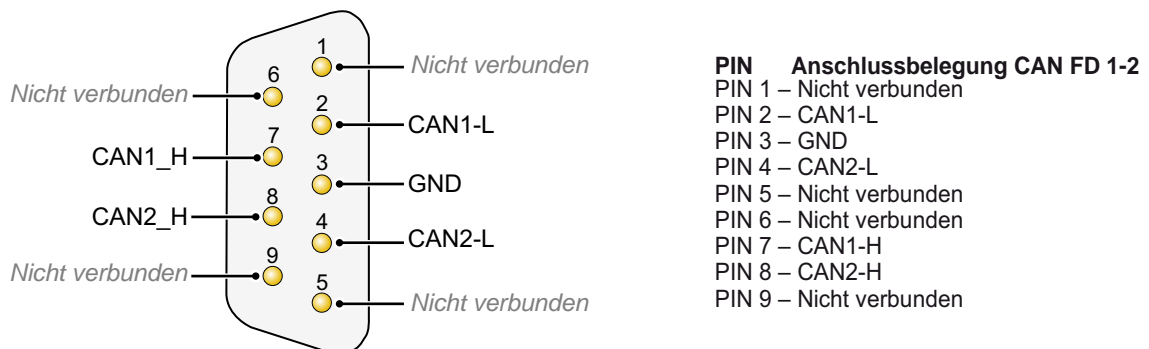 1
Nicht verbunden
6
Nicht verbunden
2
CAN1-L
7
CAN1_H
3
GND
8
CAN2_H
4
CAN2-L
9
Nicht verbunden
5
Nicht verbunden
PIN Anschlussbelegung CAN FD 1-2
PIN 1 – Nicht verbunden
PIN 2 – CAN1-L
PIN 3 – GND
PIN 4 – CAN2-L
PIN 5 – Nicht verbunden
PIN 6 – Nicht verbunden
PIN 7 – CAN1-H
PIN 8 – CAN2-H
PIN 9 – Nicht verbunden